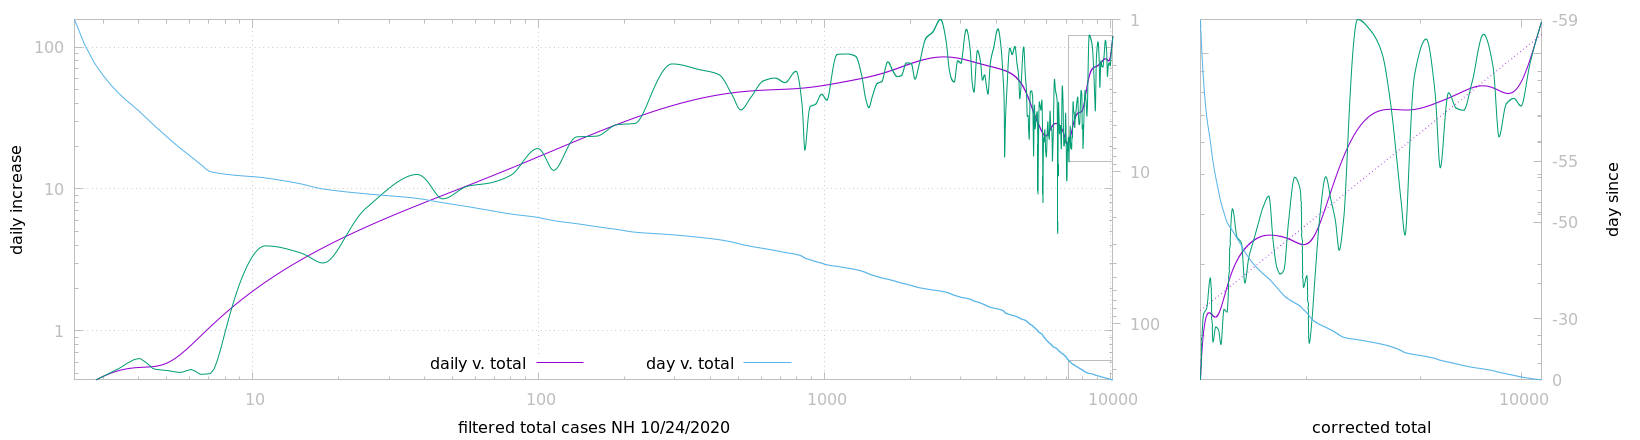 100
10
1
daily increase
daily v. total
day v. total
10
100
1000
10000
filtered total cases NH 10/24/2020
1
10
100
10000
corrected total
-59
-55
-50
-30
0
day since